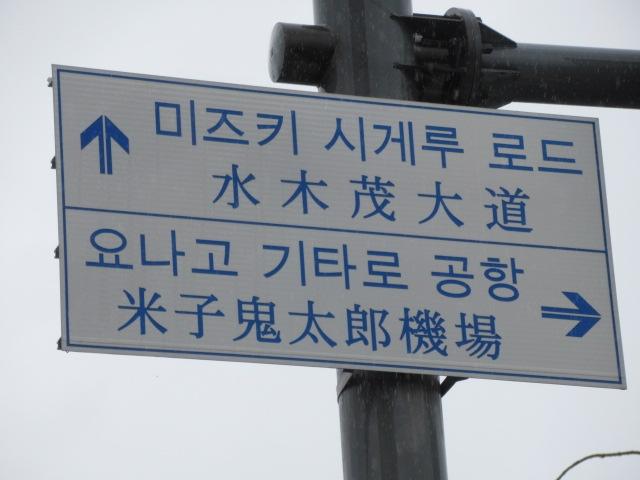 미즈키 시게루 로드
水木茂大道
요나고 기타로 공항
米子鬼太郎機場